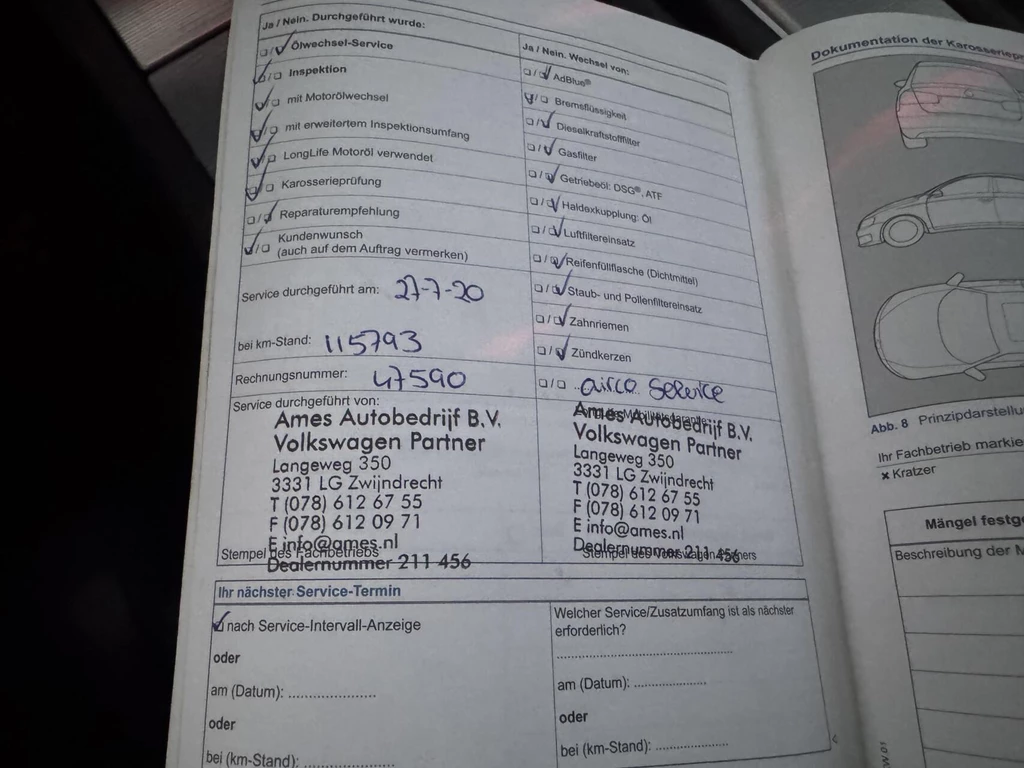 Ja / Nein. Durchgeführt wurde:
Ölwechsel-Service
Inspektion
mit Motorölwechsel
mit erweitertem Inspektionsumfang
LongLife Motoröl verwendet
Karosserieprüfung
Reparaturempfehlung
Kundenwunsch
(auch auf dem Auftrag vermerken)
Service durchgeführt am: 27-7-20
bei km-Stand: 115793
Rechnungsnummer: 47590
Service durchgeführt von:
Ames Autobedrijf B.V.
Volkswagen Partner
Langeweg 350
3331 LG Zwijndrecht
T (078) 612 67 55
F (078) 612 09 71
E info@ames.nl
Stempel des Fachbetriebs
Dealernummer 211 456
Ja / Nein. Wechsel von:
AdBlue®
Bremsflüssigkeit
Dieselkraftstofffilter
Gasfilter
Getriebeöl: DSG®, ATF
Haldexkupplung: Öl
Luftfiltereinsatz
Reifenfüllflasche (Dichtmittel)
Staub- und Pollenfiltereinsatz
Zahnriemen
Zündkerzen
airco service
Ames Autobedrijf B.V.
Volkswagen Partner
Langeweg 350
3331 LG Zwijndrecht
T (078) 612 67 55
F (078) 612 09 71
E info@ames.nl
Dealernummer 211 456
Ihr nächster Service-Termin
nach Service-Intervall-Anzeige
oder
am (Datum): ....................
oder
bei (km-Stand): ....................
Welcher Service/Zusatzumfang ist als nächster
erforderlich?
am (Datum): ....................
oder
bei (km-Stand): ....................
Dokumentation der
Abb. 8
Ihr Fachbetrieb
x Kratzer
Mängel
Beschreibung der